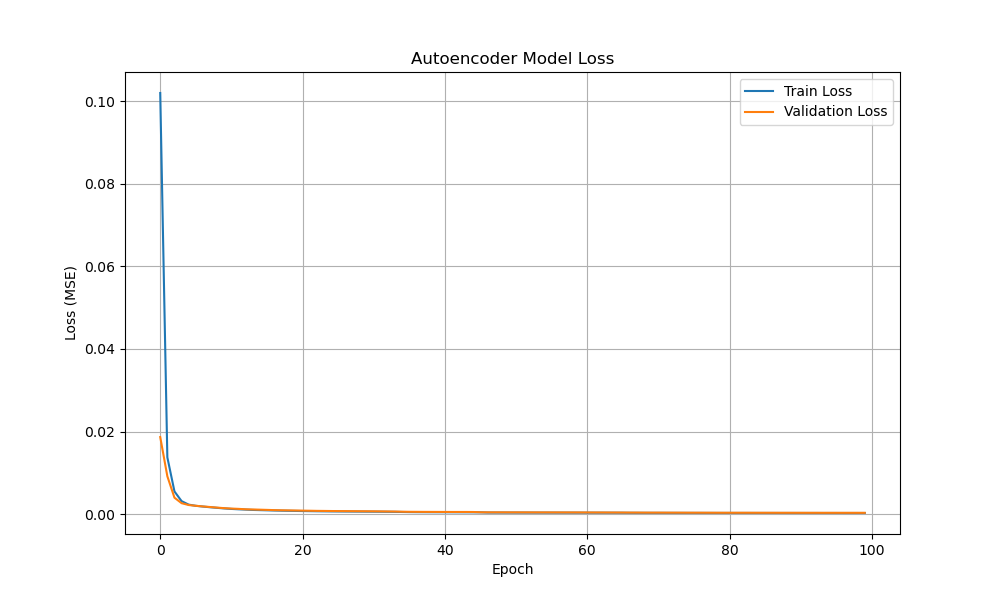 Autoencoder Model Loss
Train Loss
Validation Loss
0.10
0.08
0.06
0.04
0.02
0.00
Loss (MSE)
0
20
40
60
80
100
Epoch